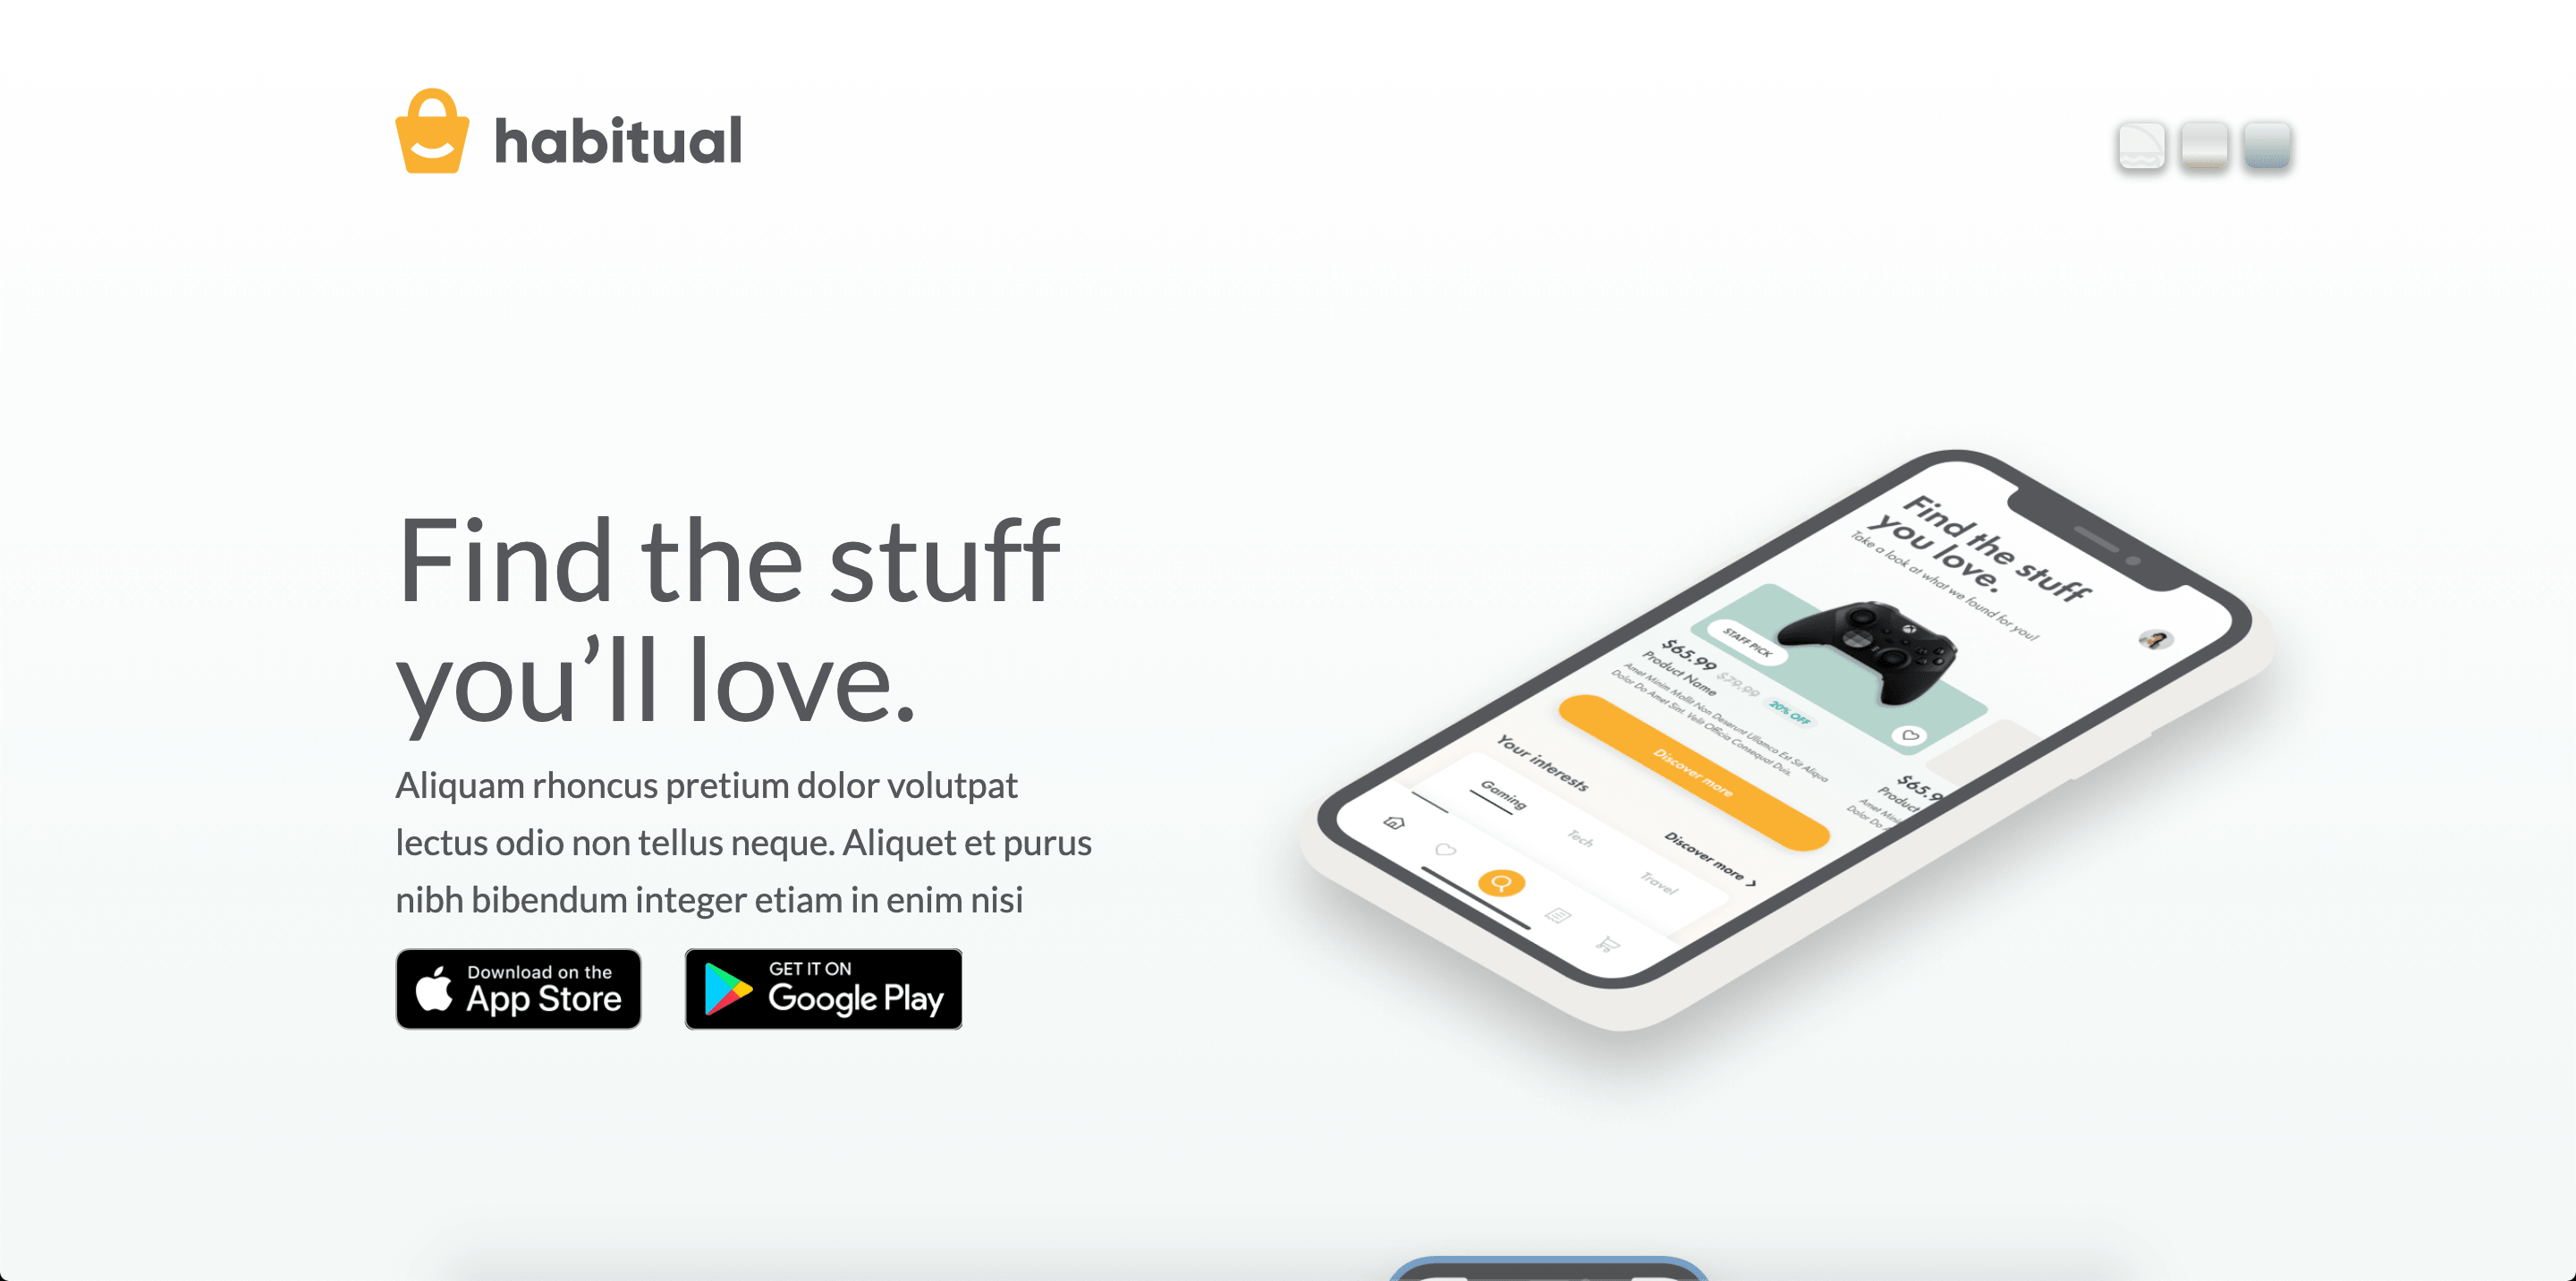 habitual
Find the stuff
you’ll love.
Aliquam rhoncus pretium dolor volutpat
lectus odio non tellus neque. Aliquet et purus
nibh bibendum integer etiam in enim nisi
Download on the
App Store
GET IT ON
Google Play
Find the stuff
you love.
Take a look at what we found for you!
STAFF PICK
$65.99 $79.99 20% OFF
Product Name
Amet Minim Mollit Non Deserunt Ullamco Est Sit Aliqua
Dolor Do Amet Sint. Velit Officia Consequat Duis.
$65.9
Product
Amet Mini
Dolor Do A
Discover more
Your interests
Discover more
Gaming
Tech
Travel